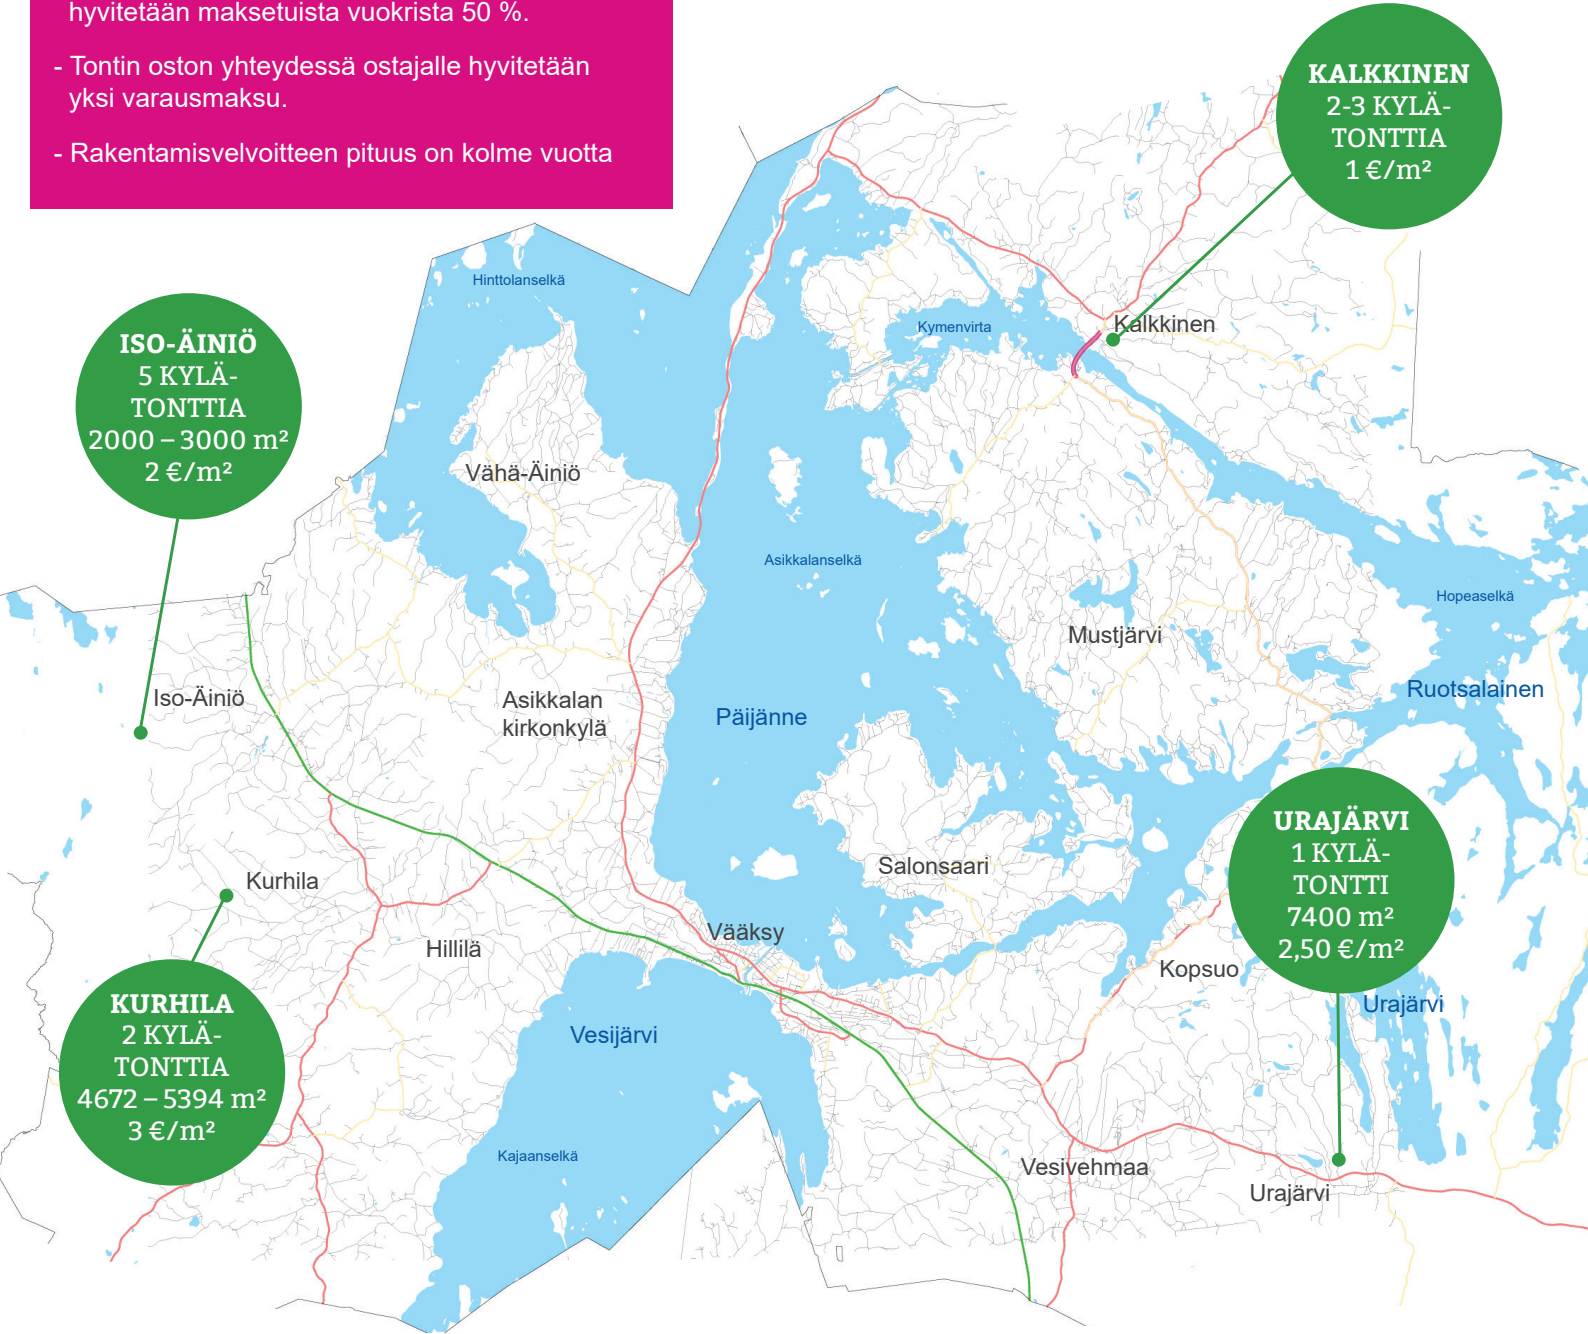 hyvitetään maksetuista vuokrista 50 %.
- Tontin oston yhteydessä ostajalle hyvitetään
yksi varausmaksu.
- Rakentamisvelvoitteen pituus on kolme vuotta
KALKKINEN
2-3 KYLÄ-
TONTTIA
1 €/m²
Hinttolanselkä
Kymenvirta
Kalkkinen
ISO-ÄINIÖ
5 KYLÄ-
TONTTIA
2000 – 3000 m²
2 €/m²
Vähä-Äiniö
Asikkalanselkä
Hopeaselkä
Mustjärvi
Iso-Äiniö
Asikkalan
kirkonkylä
Päijänne
Ruotsalainen
URAJÄRVI
1 KYLÄ-
TONTTI
7400 m²
2,50 €/m²
Salonsaari
Kurhila
Hillilä
Vääksy
Kopsuo
Urajärvi
KURHILA
2 KYLÄ-
TONTTIA
4672 – 5394 m²
3 €/m²
Vesijärvi
Kajaanselkä
Vesivehmaa
Urajärvi